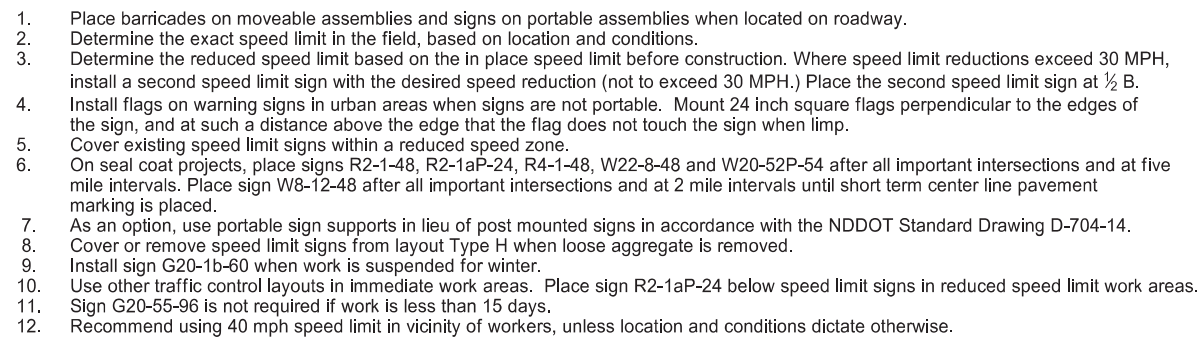 1. Place barricades on moveable assemblies and signs on portable assemblies when located on roadway.
2. Determine the exact speed limit in the field, based on location and conditions.
3. Determine the reduced speed limit based on the in place speed limit before construction. Where speed limit reductions exceed 30 MPH,
install a second speed limit sign with the desired speed reduction (not to exceed 30 MPH.) Place the second speed limit sign at ½ B.
4. Install flags on warning signs in urban areas when signs are not portable. Mount 24 inch square flags perpendicular to the edges of
the sign, and at such a distance above the edge that the flag does not touch the sign when limp.
5. Cover existing speed limit signs within a reduced speed zone.
6. On seal coat projects, place signs R2-1-48, R2-1aP-24, R4-1-48, W22-8-48 and W20-52P-54 after all important intersections and at five
mile intervals. Place sign W8-12-48 after all important intersections and at 2 mile intervals until short term center line pavement
marking is placed.
7. As an option, use portable sign supports in lieu of post mounted signs in accordance with the NDDOT Standard Drawing D-704-14.
8. Cover or remove speed limit signs from layout Type H when loose aggregate is removed.
9. Install sign G20-1b-60 when work is suspended for winter.
10. Use other traffic control layouts in immediate work areas. Place sign R2-1aP-24 below speed limit signs in reduced speed limit work areas.
11. Sign G20-55-96 is not required if work is less than 15 days.
12. Recommend using 40 mph speed limit in vicinity of workers, unless location and conditions dictate otherwise.